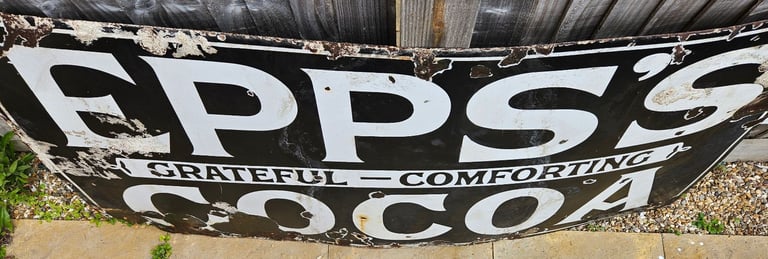 EPPS'S
GRATEFUL — COMFORTING
COCOA